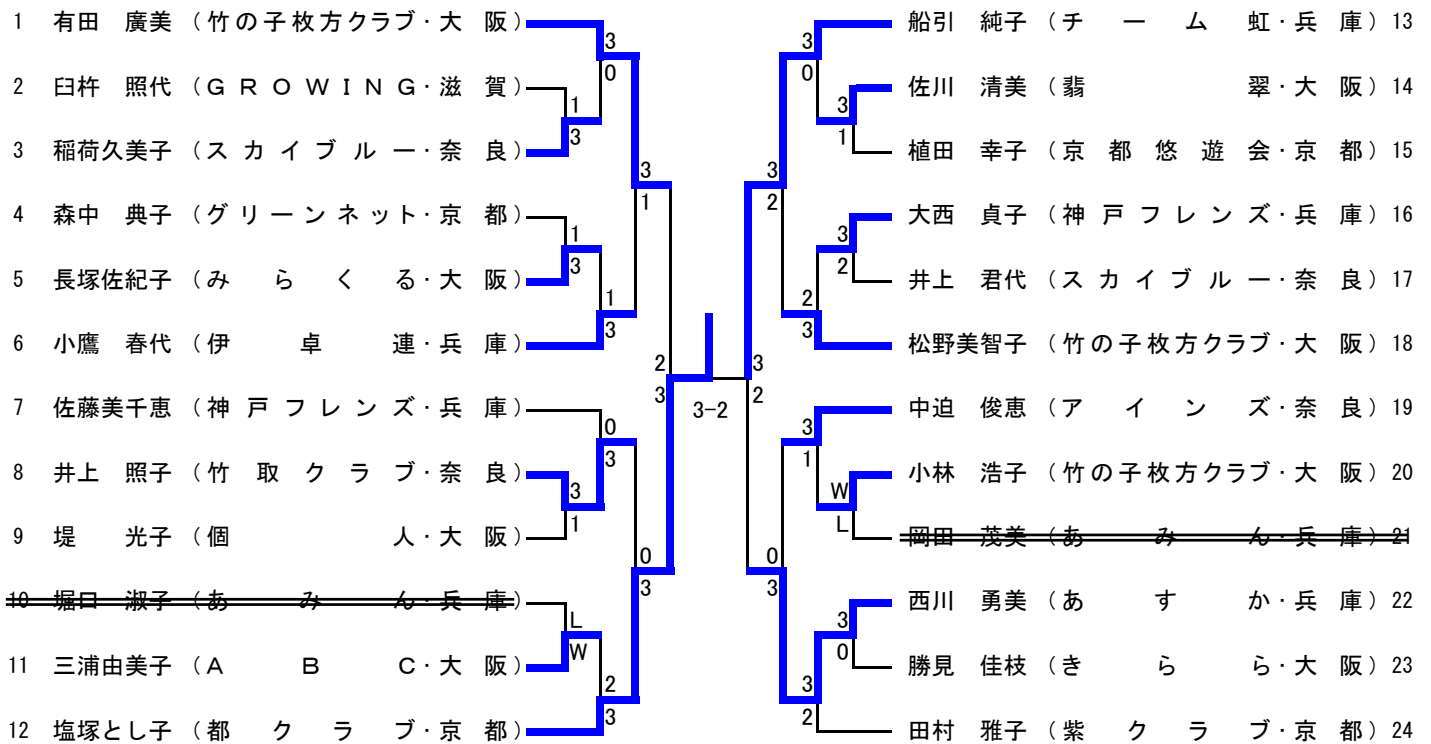 1 有田 廣美 (竹の子枚方クラブ・大 阪)
3
0
2 臼杵 照代 (ＧＲＯＷＩＮＧ・滋 賀)
1
3
3 稲荷久美子 (スカイブルー・奈 良)
3
1
4 森中 典子 (グリーンネット・京 都)
1
3
5 長塚佐紀子 (み ら く る・大 阪)
1
3
6 小鷹 春代 (伊 卓 連・兵 庫)
2
3
7 佐藤美千恵 (神戸フレンズ・兵 庫)
0
3
8 井上 照子 (竹取クラブ・奈 良)
3
1
9 堤 光子 (個 人・大 阪)
0
3
10 堀口 淑子 (あ み ん・兵 庫)
L
W
11 三浦由美子 (Ａ Ｂ Ｃ・大 阪)
2
3
12 塩塚とし子 (都 ク ラ ブ・京 都)
3-2
船引 純子 (チ ー ム 虹・兵 庫) 13
3
0
佐川 清美 (翡 翠・大 阪) 14
3
1
植田 幸子 (京都悠遊会・京 都) 15
3
2
大西 貞子 (神戸フレンズ・兵 庫) 16
3
2
井上 君代 (スカイブルー・奈 良) 17
2
3
松野美智子 (竹の子枚方クラブ・大 阪) 18
3
2
中迫 俊恵 (ア イ ン ズ・奈 良) 19
3
1
小林 浩子 (竹の子枚方クラブ・大 阪) 20
W
L
岡田 茂美 (あ み ん・兵 庫) 21
0
3
西川 勇美 (あ す か・兵 庫) 22
3
0
勝見 佳枝 (き ら ら・大 阪) 23
3
2
田村 雅子 (紫 ク ラ ブ・京 都) 24